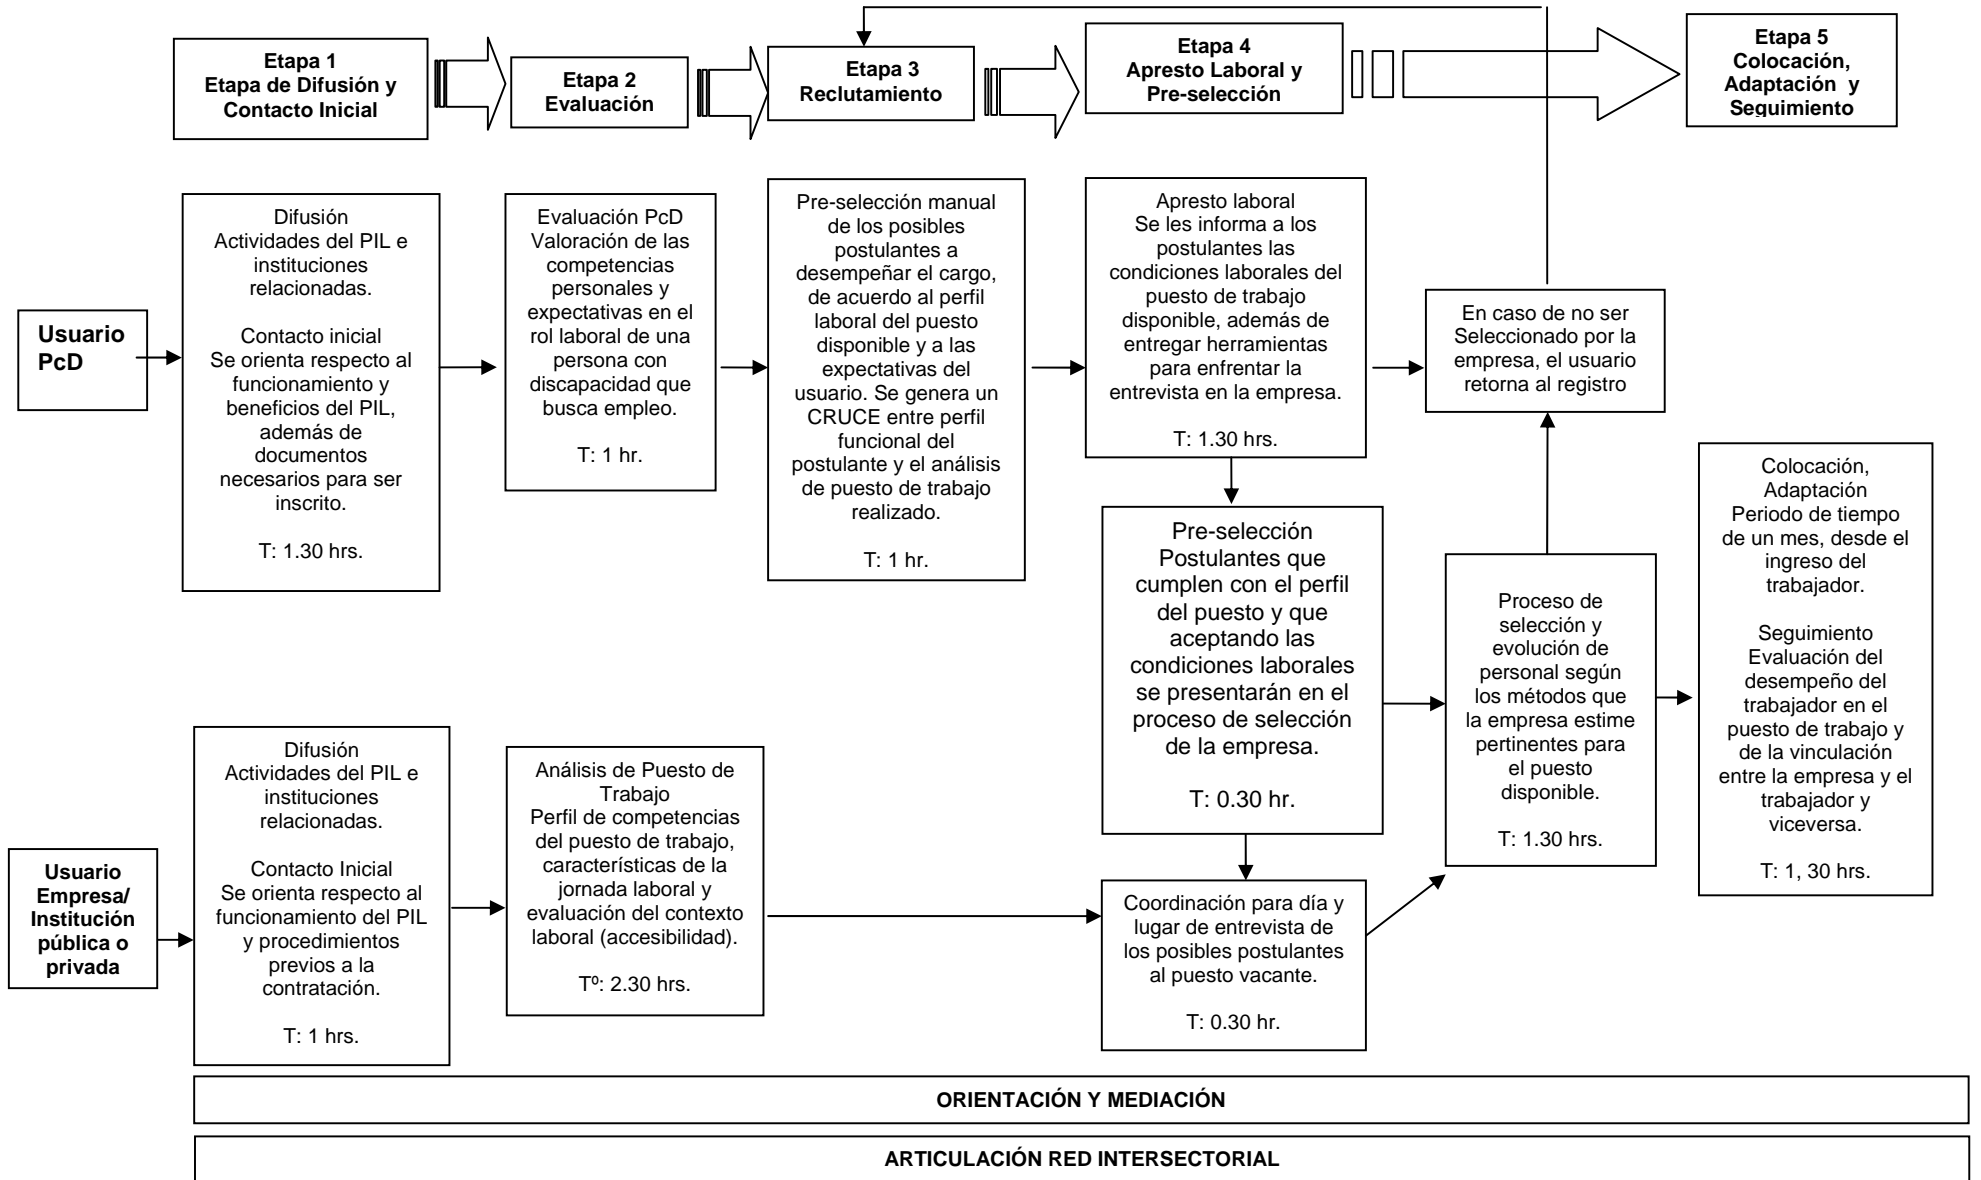 Etapa 1
Etapa de Difusión y
Contacto Inicial
Etapa 2
Evaluación
Etapa 3
Reclutamiento
Etapa 4
Apresto Laboral y
Pre-selección
Etapa 5
Colocación,
Adaptación y
Seguimiento
Usuario
PcD
Difusión
Actividades del PIL e
instituciones
relacionadas.
Contacto inicial
Se orienta respecto al
funcionamiento y
beneficios del PIL,
además de
documentos
necesarios para ser
inscrito.
T: 1.30 hrs.
Evaluación PcD
Valoración de las
competencias
personales y
expectativas en el
rol laboral de una
persona con
discapacidad que
busca empleo.
T: 1 hr.
Pre-selección manual
de los posibles
postulantes a
desempeñar el cargo,
de acuerdo al perfil
laboral del puesto
disponible y a las
expectativas del
usuario. Se genera un
CRUCE entre perfil
funcional del
postulante y el análisis
de puesto de trabajo
realizado.
T: 1 hr.
Apresto laboral
Se les informa a los
postulantes las
condiciones laborales del
puesto de trabajo
disponible, además de
entregar herramientas
para enfrentar la
entrevista en la empresa.
T: 1.30 hrs.
En caso de no ser
Seleccionado por la
empresa, el usuario
retorna al registro
Pre-selección
Postulantes que
cumplen con el perfil
del puesto y que
aceptando las
condiciones laborales
se presentarán en el
proceso de selección
de la empresa.
T: 0.30 hr.
Proceso de
selección y
evolución de
personal según
los métodos que
la empresa estime
pertinentes para
el puesto
disponible.
T: 1.30 hrs.
Colocación,
Adaptación
Periodo de tiempo
de un mes, desde el
ingreso del
trabajador.
Seguimiento
Evaluación del
desempeño del
trabajador en el
puesto de trabajo y
de la vinculación
entre la empresa y el
trabajador y
viceversa.
T: 1, 30 hrs.
Usuario
Empresa/
Institución
pública o
privada
Difusión
Actividades del PIL e
instituciones
relacionadas.
Contacto Inicial
Se orienta respecto al
funcionamiento del PIL
y procedimientos
previos a la
contratación.
T: 1 hrs.
Análisis de Puesto de
Trabajo
Perfil de competencias
del puesto de trabajo,
características de la
jornada laboral y
evaluación del contexto
laboral (accesibilidad).
Tº: 2.30 hrs.
Coordinación para día y
lugar de entrevista de
los posibles postulantes
al puesto vacante.
T: 0.30 hr.
ORIENTACIÓN Y MEDIACIÓN
ARTICULACIÓN RED INTERSECTORIAL